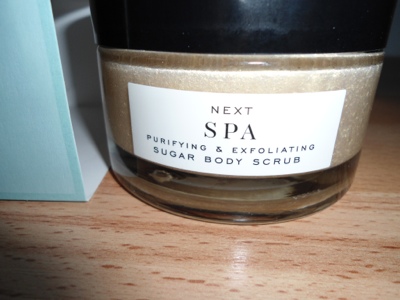 NEXT
SPA
PURIFYING & EXFOLIATING
SUGAR BODY SCRUB